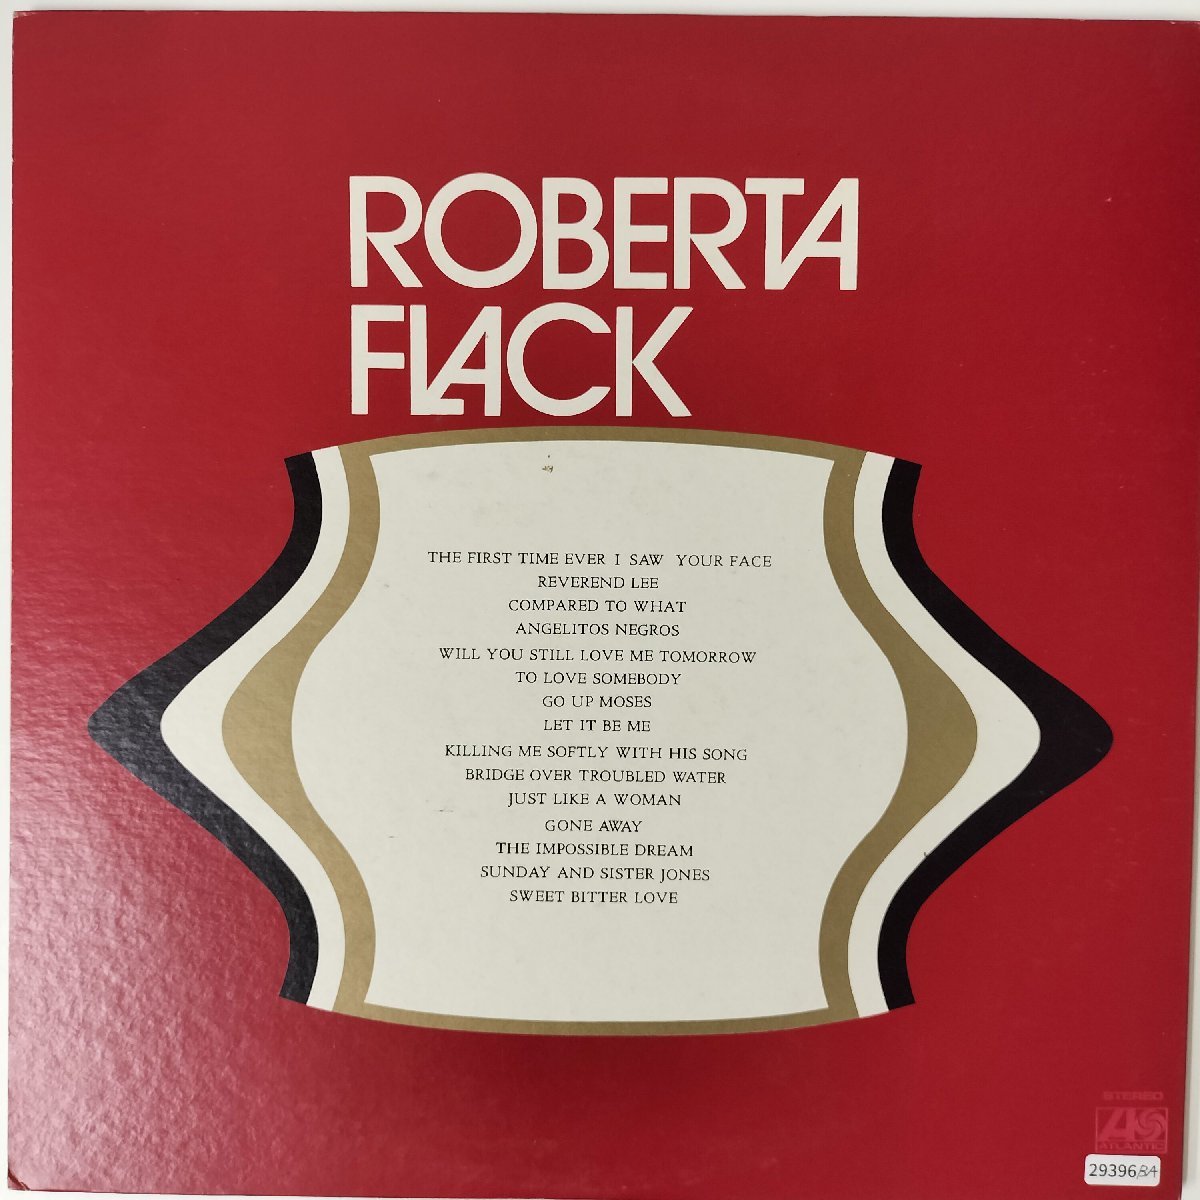 ROBERTA
FLACK
THE FIRST TIME EVER I SAW YOUR FACE
REVEREND LEE
COMPARED TO WHAT
ANGELITOS NEGROS
WILL YOU STILL LOVE ME TOMORROW
TO LOVE SOMEBODY
GO UP MOSES
LET IT BE ME
KILLING ME SOFTLY WITH HIS SONG
BRIDGE OVER TROUBLED WATER
JUST LIKE A WOMAN
GONE AWAY
THE IMPOSSIBLE DREAM
SUNDAY AND SISTER JONES
SWEET BITTER LOVE
STEREO
ATLANTIC
29396BA